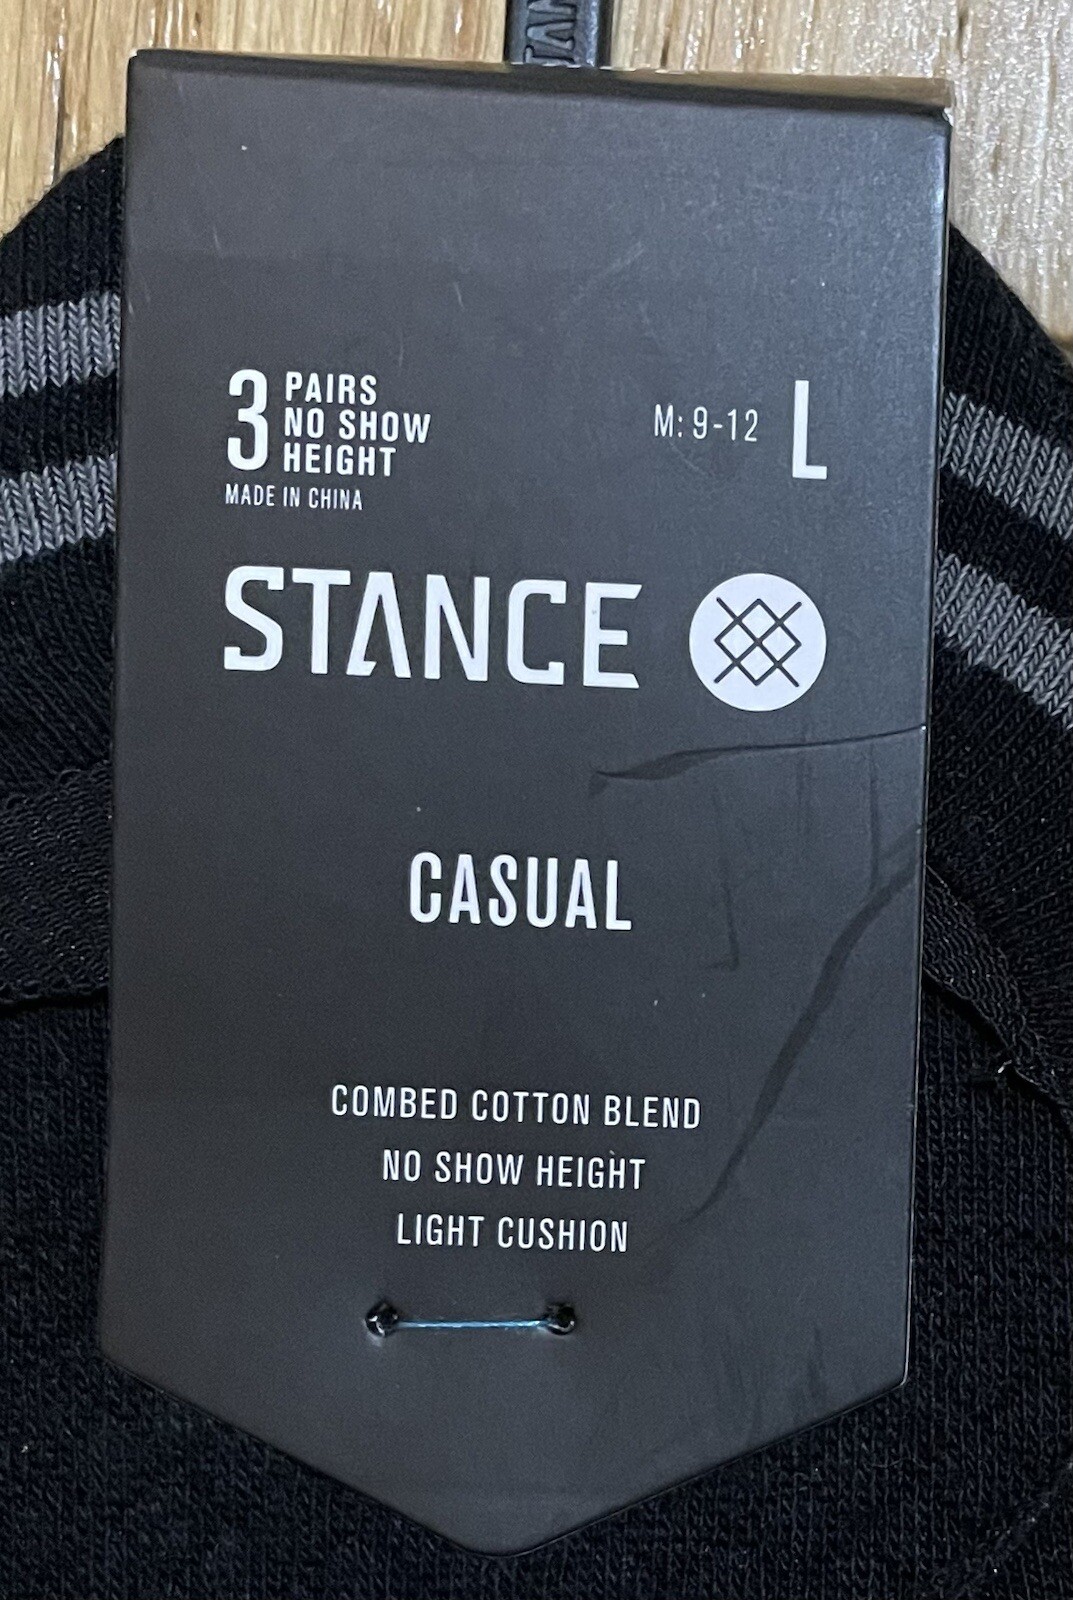 3 PAIRS
NO SHOW
HEIGHT
MADE IN CHINA
M: 9-12 L
STANCE
CASUAL
COMBED COTTON BLEND
NO SHOW HEIGHT
LIGHT CUSHION